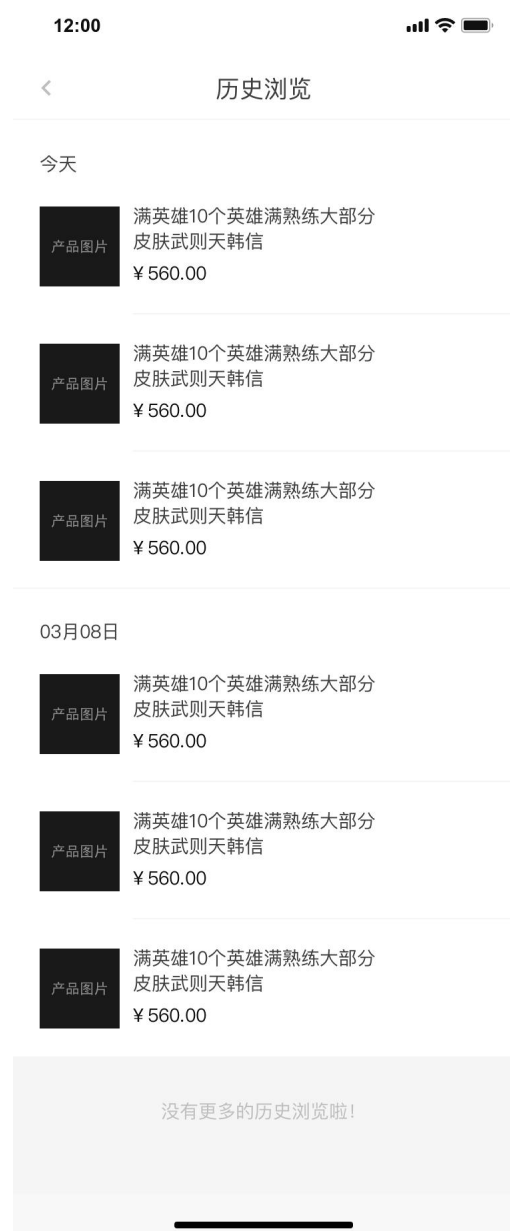 12:00
历史浏览
今天
产品图片
满英雄10个英雄满熟练大部分
皮肤武则天韩信
¥ 560.00
产品图片
满英雄10个英雄满熟练大部分
皮肤武则天韩信
¥ 560.00
产品图片
满英雄10个英雄满熟练大部分
皮肤武则天韩信
¥ 560.00
03月08日
产品图片
满英雄10个英雄满熟练大部分
皮肤武则天韩信
¥ 560.00
产品图片
满英雄10个英雄满熟练大部分
皮肤武则天韩信
¥ 560.00
产品图片
满英雄10个英雄满熟练大部分
皮肤武则天韩信
¥ 560.00
没有更多的历史浏览啦！